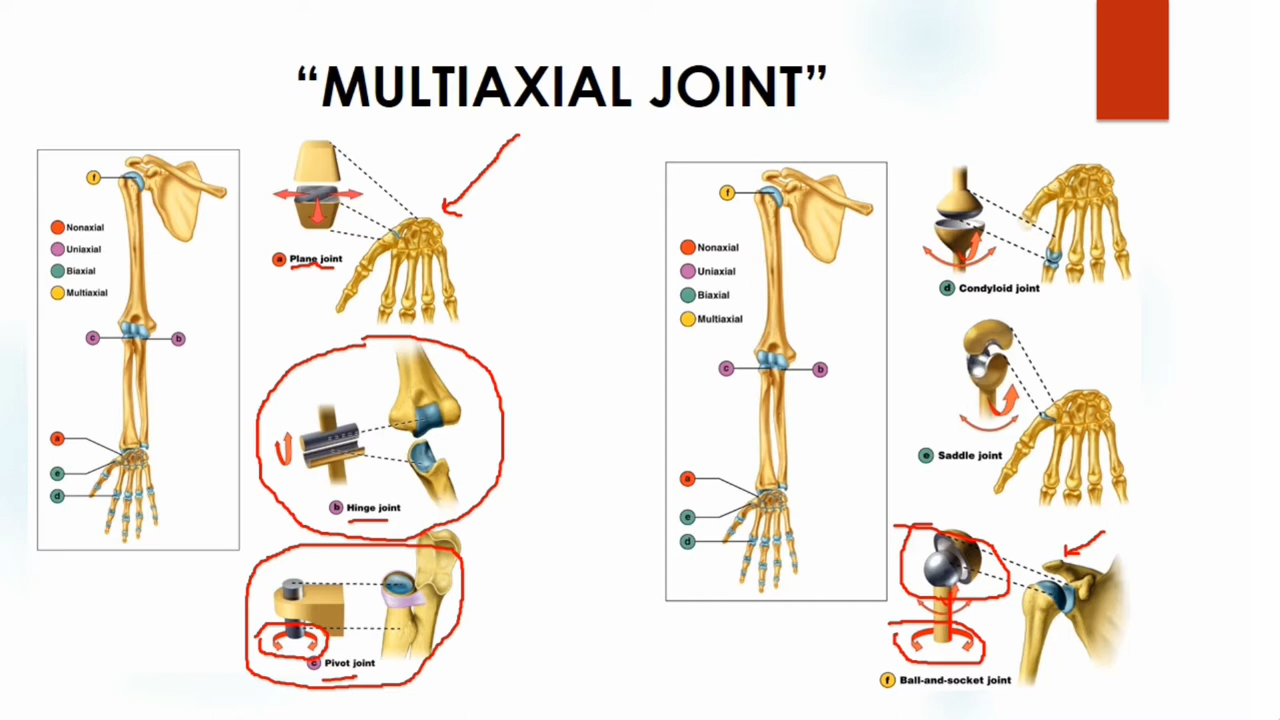 “MULTIAXIAL JOINT”
f
Nonaxial
Uniaxial
Biaxial
Multiaxial
c
b
a
e
d
a Plane joint
b Hinge joint
c Pivot joint
f
Nonaxial
Uniaxial
Biaxial
Multiaxial
c
b
a
e
d
d Condyloid joint
e Saddle joint
f Ball-and-socket joint